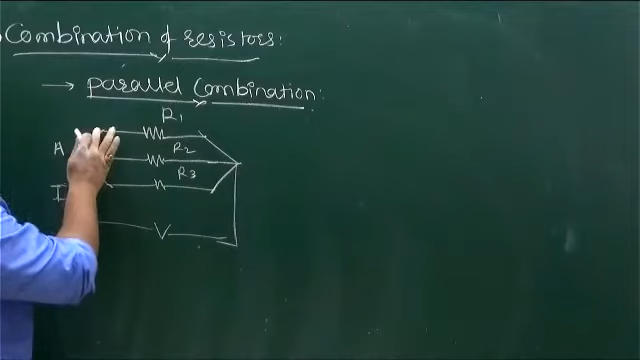 Combination of resistors:
→ parallel Combination:
R1
A
R2
R3
I
V